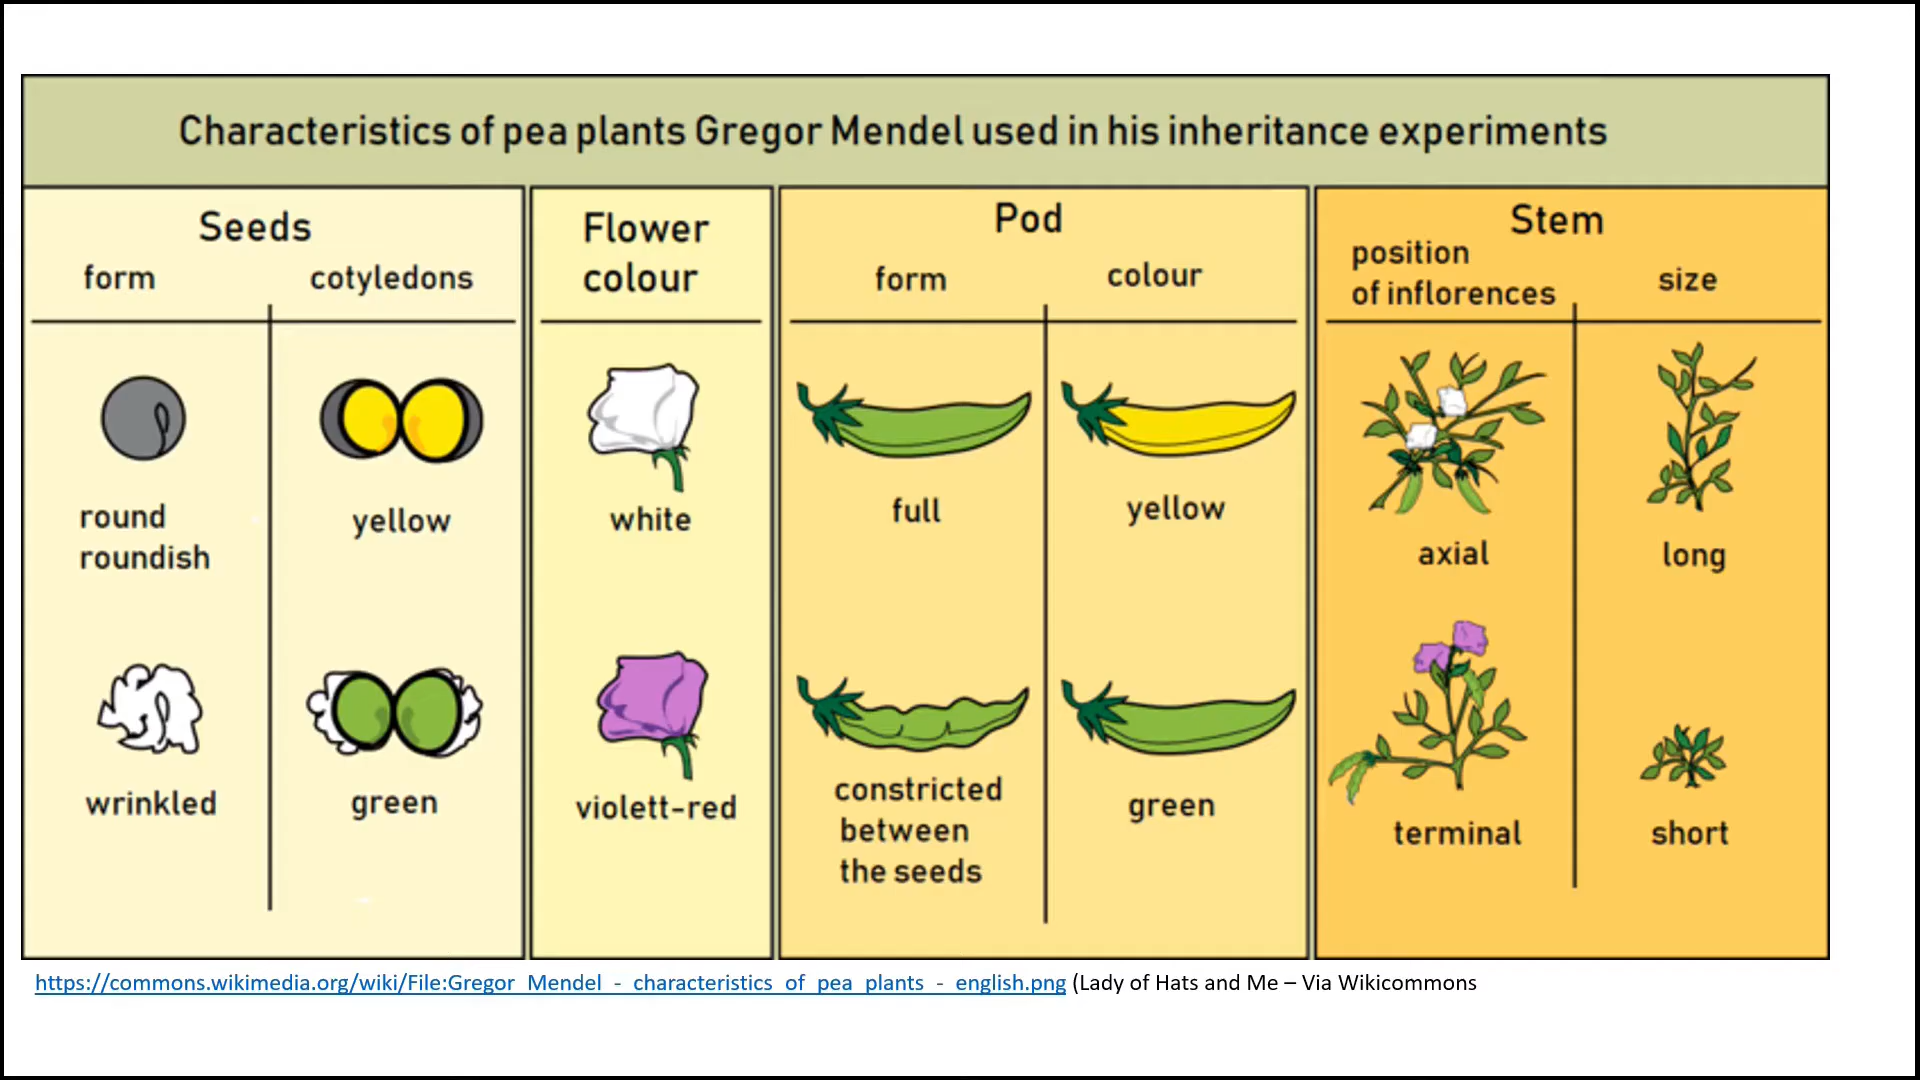 Characteristics of pea plants Gregor Mendel used in his inheritance experiments
Seeds
form
cotyledons
round
roundish
yellow
wrinkled
green
Flower
colour
white
violett-red
Pod
form
colour
full
yellow
constricted
between
the seeds
green
Stem
position
of inflorences
size
axial
long
terminal
short
https://commons.wikimedia.org/wiki/File:Gregor_Mendel_-_characteristics_of_pea_plants_-_english.png (Lady of Hats and Me – Via Wikicommons